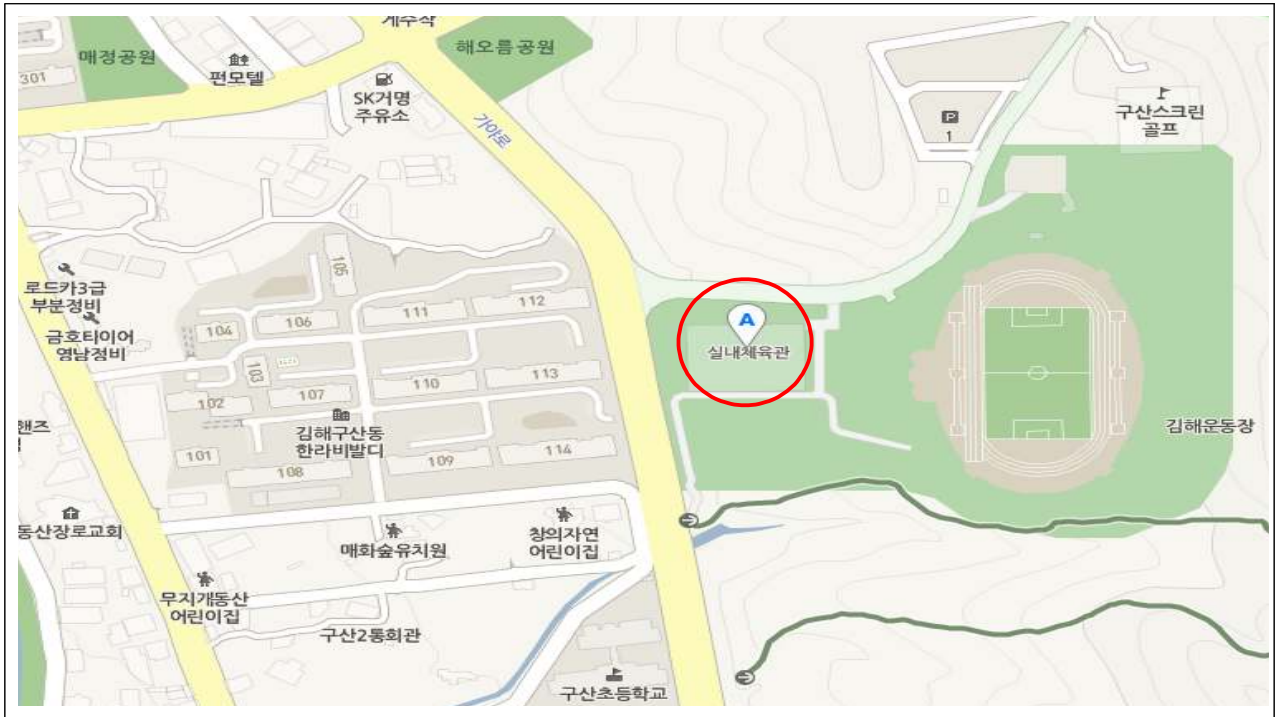 해오름공원
매정공원
펀모텔
301
SK거명
주유소
가야로
P
1
구산스크린
골프
로드카3급
부분정비
금호타이어
영남정비
105
104
106
111
112
A
실내체육관
103
102
107
110
113
김해구산동
한라비발디
101
108
109
114
김해운동장
핸즈
동산장로교회
매화숲유치원
창의자연
어린이집
무지개동산
어린이집
구산2동회관
구산초등학교